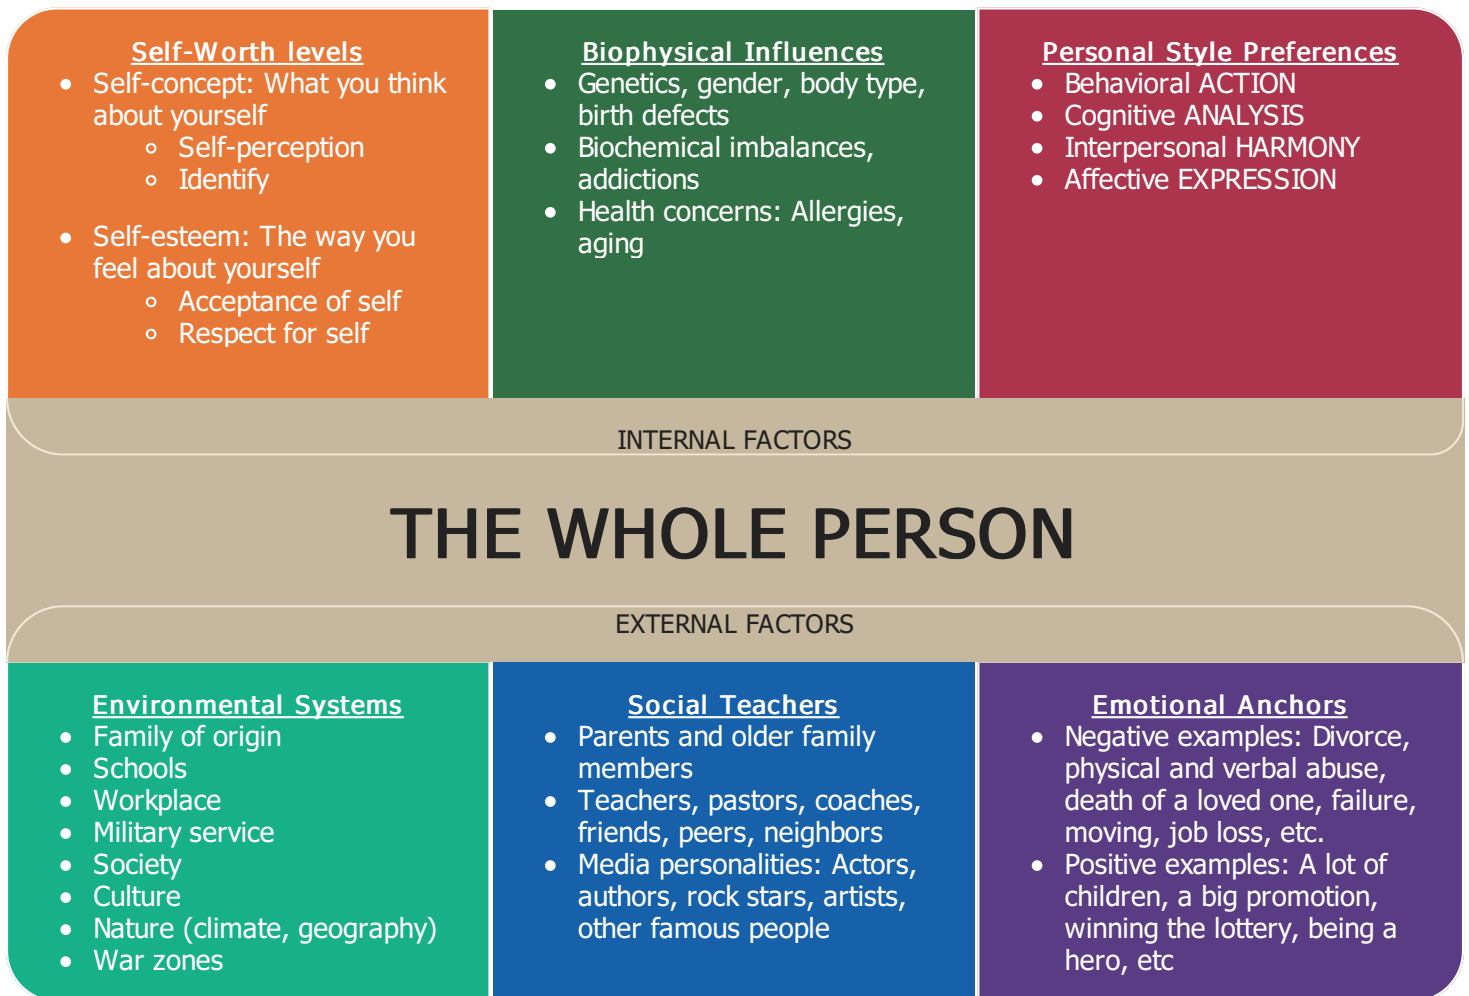 Self-Worth levels
• Self-concept: What you think
about yourself
◦ Self-perception
◦ Identify
• Self-esteem: The way you
feel about yourself
◦ Acceptance of self
◦ Respect for self
Biophysical Influences
• Genetics, gender, body type,
birth defects
• Biochemical imbalances,
addictions
• Health concerns: Allergies,
aging
Personal Style Preferences
• Behavioral ACTION
• Cognitive ANALYSIS
• Interpersonal HARMONY
• Affective EXPRESSION
INTERNAL FACTORS
THE WHOLE PERSON
EXTERNAL FACTORS
Environmental Systems
• Family of origin
• Schools
• Workplace
• Military service
• Society
• Culture
• Nature (climate, geography)
• War zones
Social Teachers
• Parents and older family
members
• Teachers, pastors, coaches,
friends, peers, neighbors
• Media personalities: Actors,
authors, rock stars, artists,
other famous people
Emotional Anchors
• Negative examples: Divorce,
physical and verbal abuse,
death of a loved one, failure,
moving, job loss, etc.
• Positive examples: A lot of
children, a big promotion,
winning the lottery, being a
hero, etc